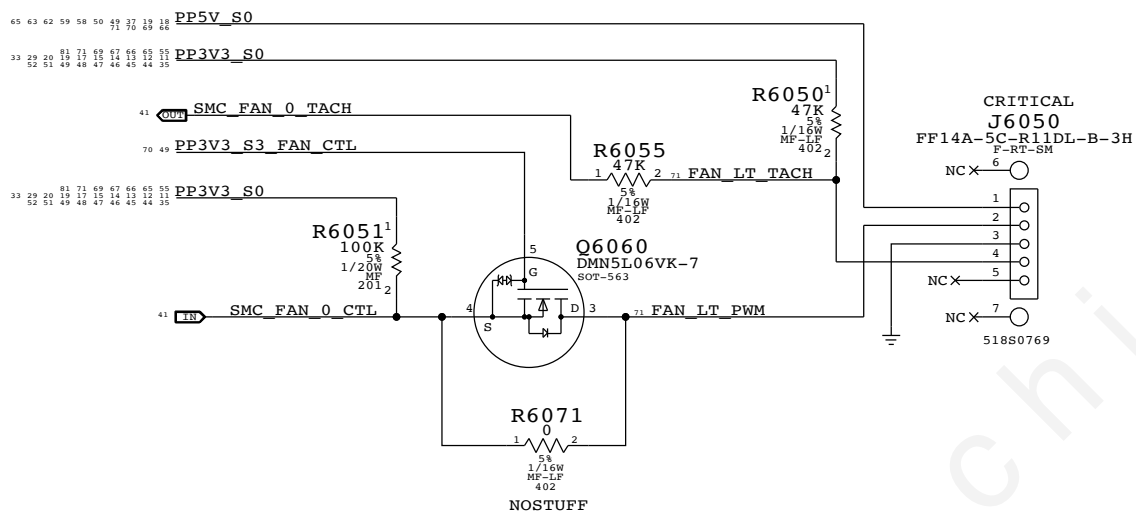 65 63 62 59 58 50 49 37 19 18 PP5V_S0
71 70 69 66
81 71 69 67 66 65 55
33 29 20 19 17 15 14 13 12 11 PP3V3_S0
52 51 49 48 47 46 45 44 35
41 OUT SMC_FAN_0_TACH
70 49 PP3V3_S3_FAN_CTL
81 71 69 67 66 65 55
33 29 20 19 17 15 14 13 12 11 PP3V3_S0
52 51 49 48 47 46 45 44 35
R6050 1
47K
5%
1/16W
MF-LF
402 2
R6055
47K
1 2 71 FAN_LT_TACH
5%
1/16W
MF-LF
402
CRITICAL
J6050
FF14A-5C-R11DL-B-3H
F-RT-SM
NC 6
1
2
3
4
NC 5
NC 7
518S0769
R6051 1
100K
5%
1/20W
MF
201 2
5
Q6060
DMN5L06VK-7
SOT-563
G
S
D
41 IN SMC_FAN_0_CTL 4 3 71 FAN_LT_PWM
R6071
0
1 2
5%
1/16W
MF-LF
402
NOSTUFF
c h i